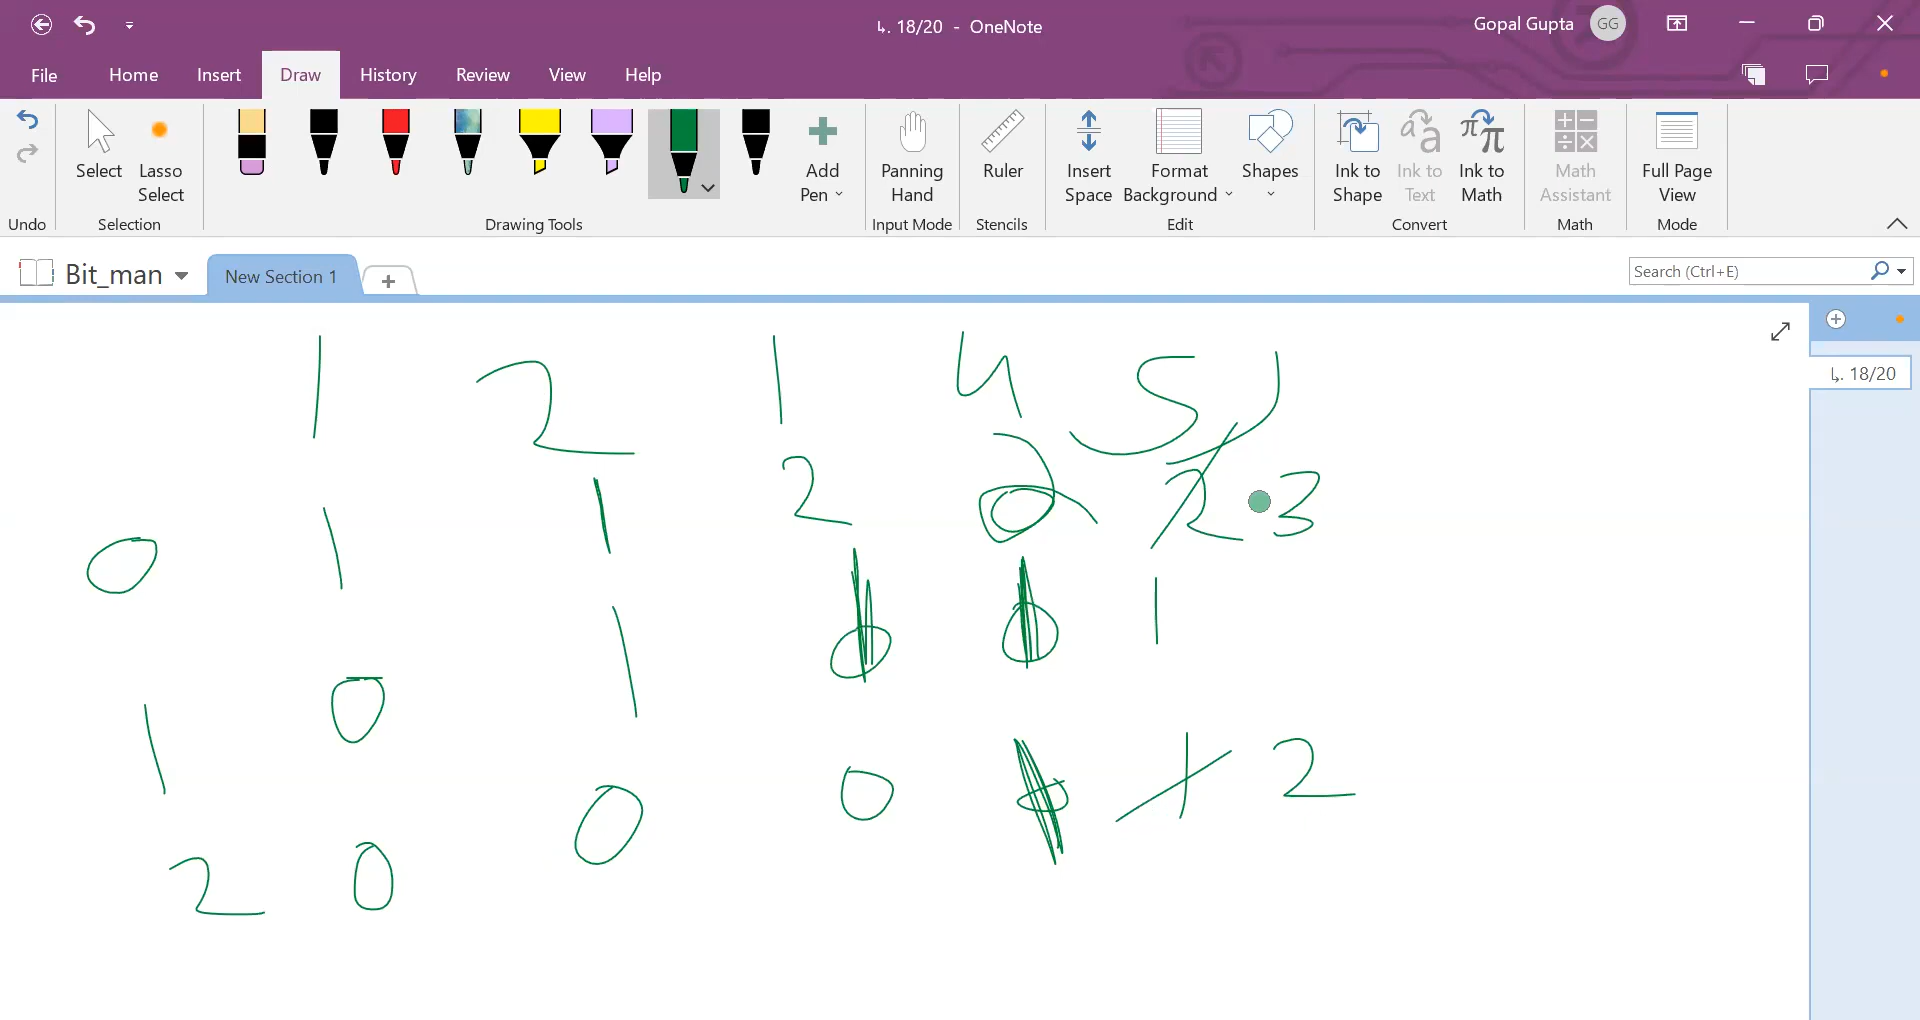 ও. 18/20 - OneNote
Gopal Gupta GG
File Home Insert Draw History Review View Help
Select
Lasso Select
Add Pen
Panning Hand
Ruler
Insert Space
Format Background
Shapes
Ink to Shape
Ink to Text
Ink to Math
Math Assistant
Full Page View
Undo Selection Drawing Tools Input Mode Stencils Edit Convert Math Mode
Bit_man New Section 1 + Search (Ctrl+E)
18/20
1 2 1 4 5
0 1 1 2 2 3
1 0 1 1
2 0 0 0 2